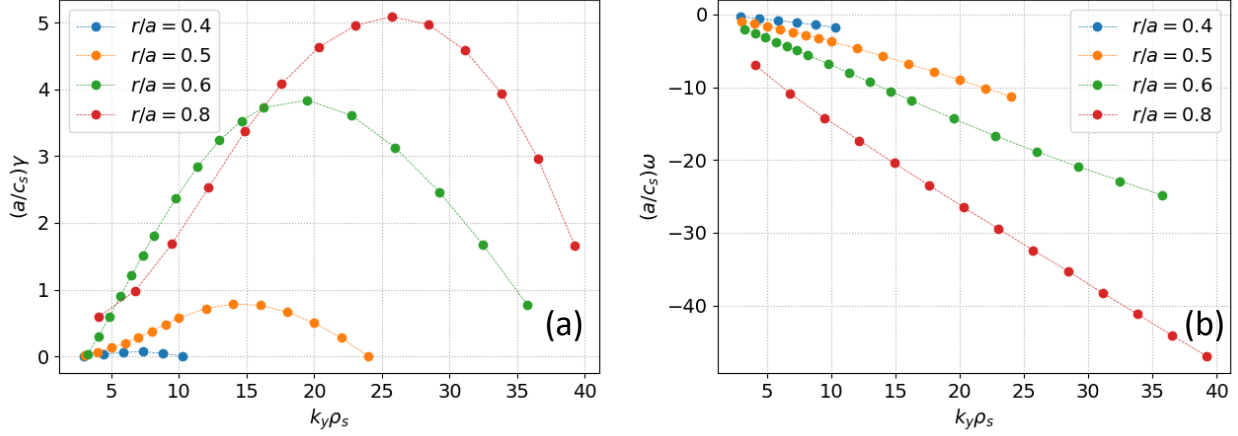 r/a = 0.4
r/a = 0.5
r/a = 0.6
r/a = 0.8
5
4
3
2
1
0
(a/c_s)γ
5 10 15 20 25 30 35 40
k_yρ_s
(a)
r/a = 0.4
r/a = 0.5
r/a = 0.6
r/a = 0.8
0
−10
−20
−30
−40
(a/c_s)ω
5 10 15 20 25 30 35 40
k_yρ_s
(b)